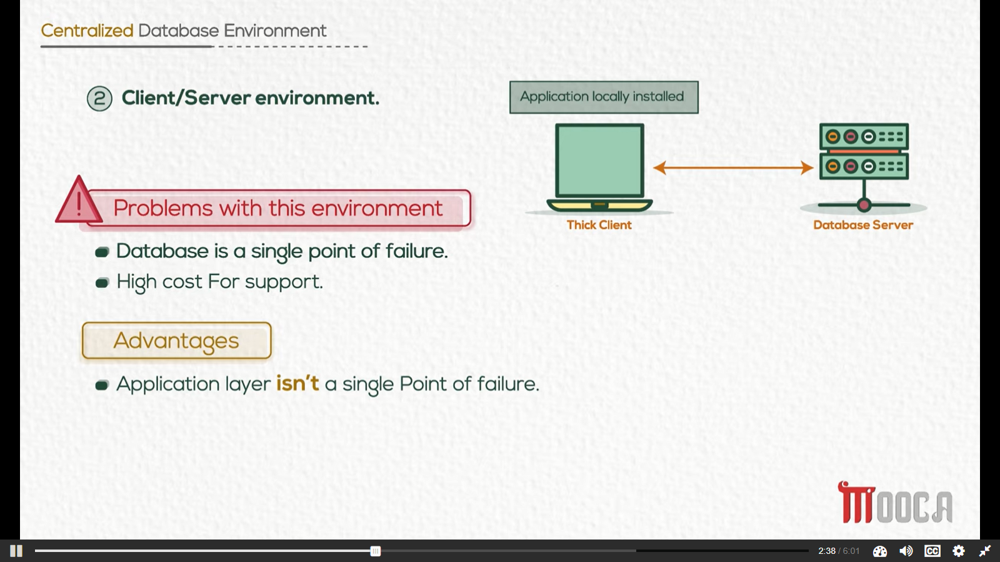 Centralized Database Environment
2 Client/Server environment.
Application locally installed
Thick Client
Database Server
! Problems with this environment
Database is a single point of failure.
High cost For support.
Advantages
Application layer isn't a single Point of failure.
MOOCA
2:38 / 6:01
CC